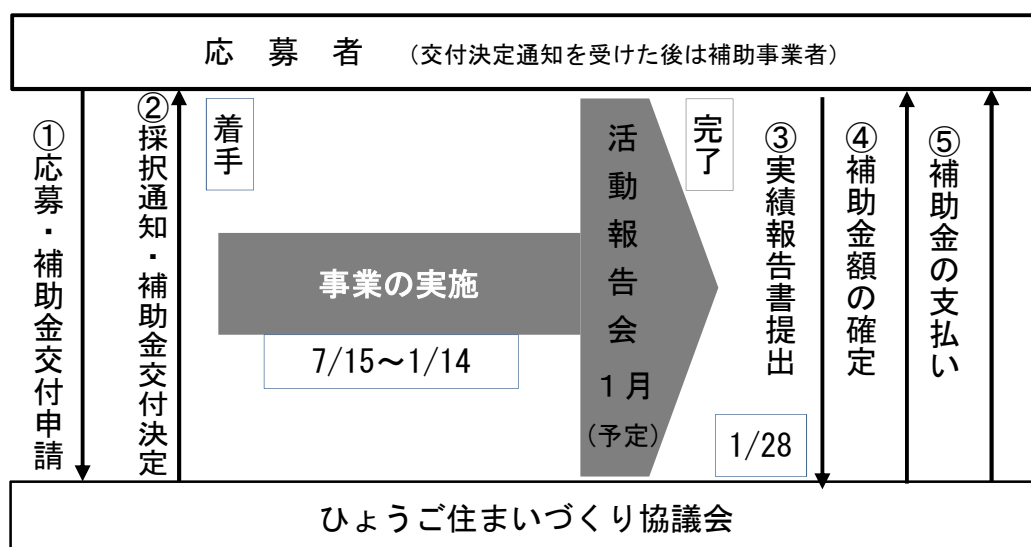 応 募 者 （交付決定通知を受けた後は補助事業者）
①応募・補助金交付申請
②採択通知・補助金交付決定
着手
事業の実施
7/15～1/14
活動報告会 1月
(予定)
完了
1/28
③実績報告書提出
④補助金額の確定
⑤補助金の支払い
ひょうご住まいづくり協議会